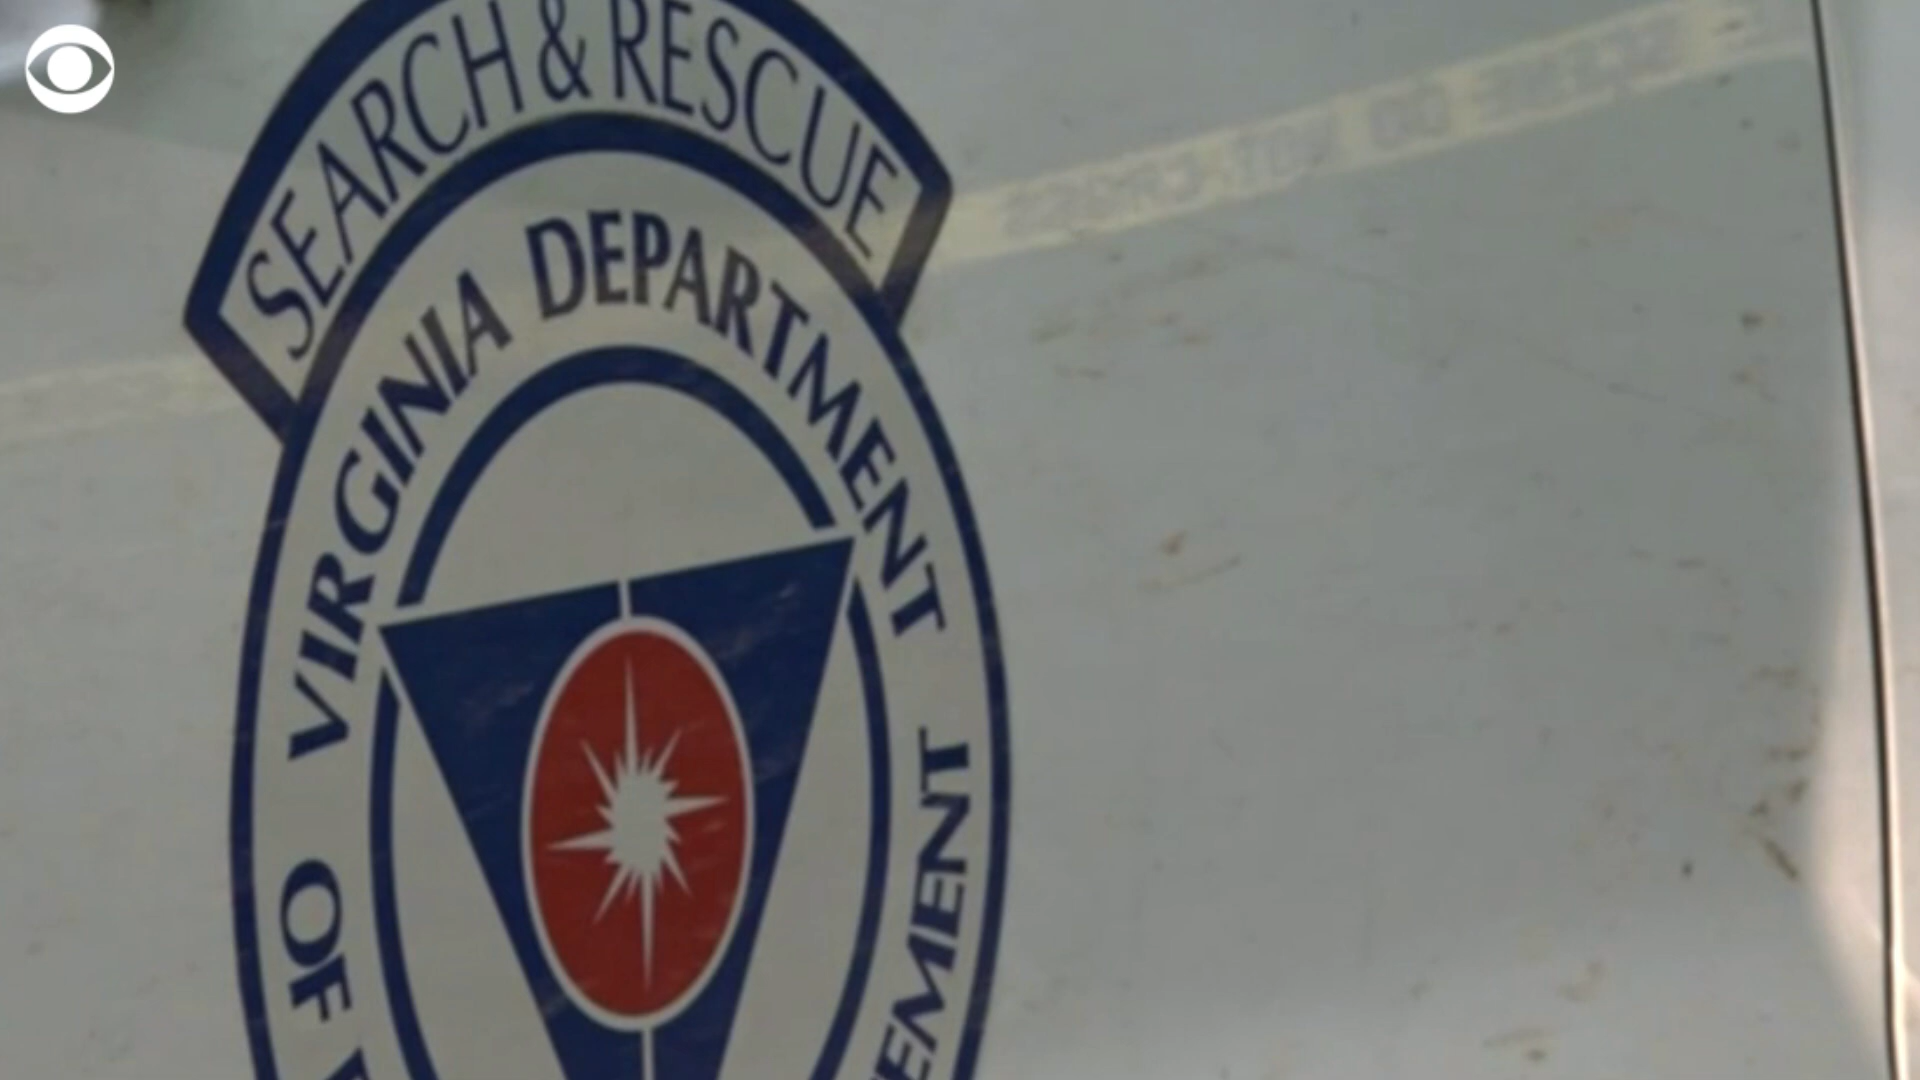 SEARCH & RESCUE
VIRGINIA DEPARTMENT
OF
EMENT